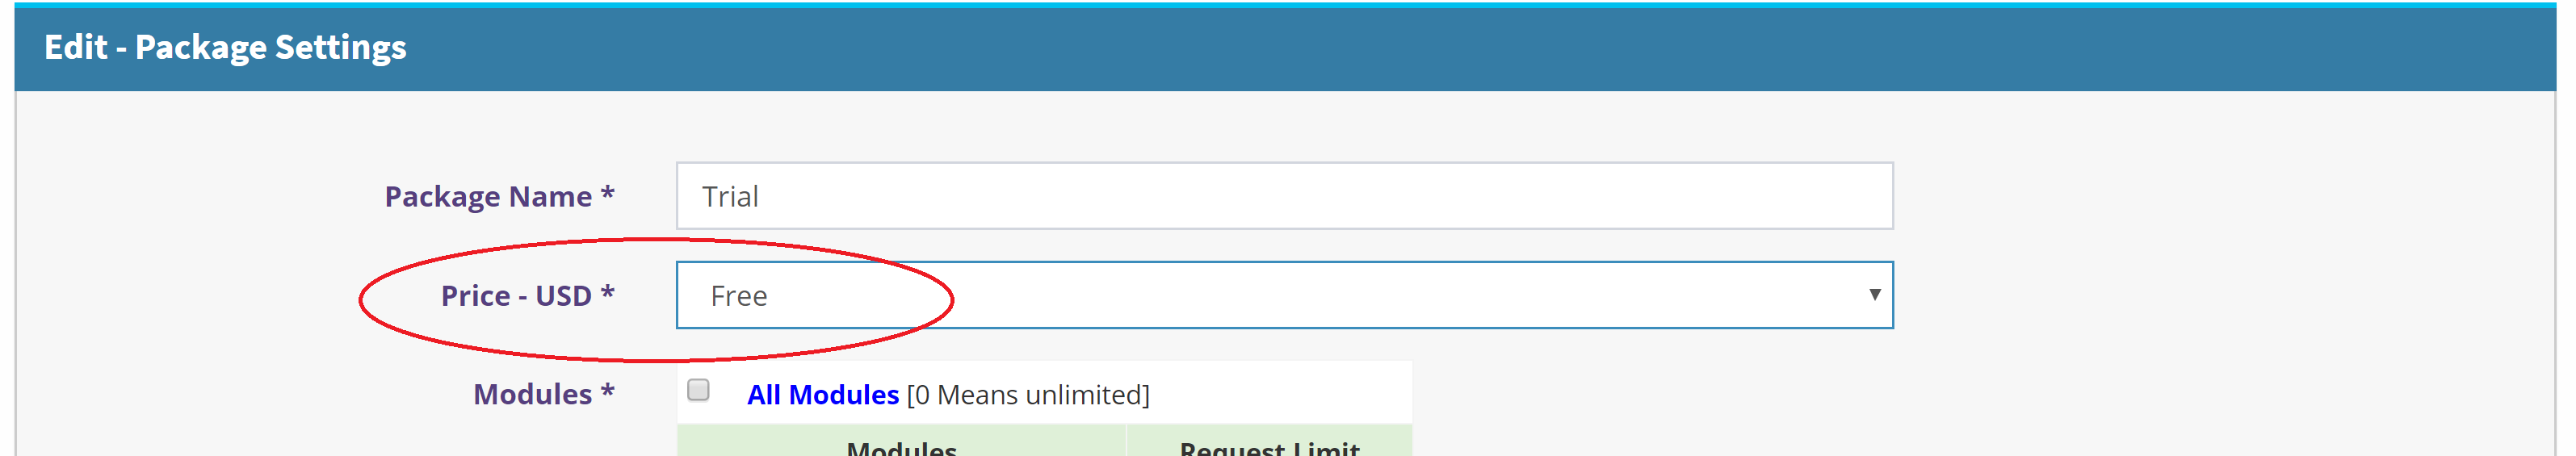 Edit - Package Settings
Package Name * Trial
Price - USD * Free
Modules * All Modules [0 Means unlimited]
Modules Request Limit